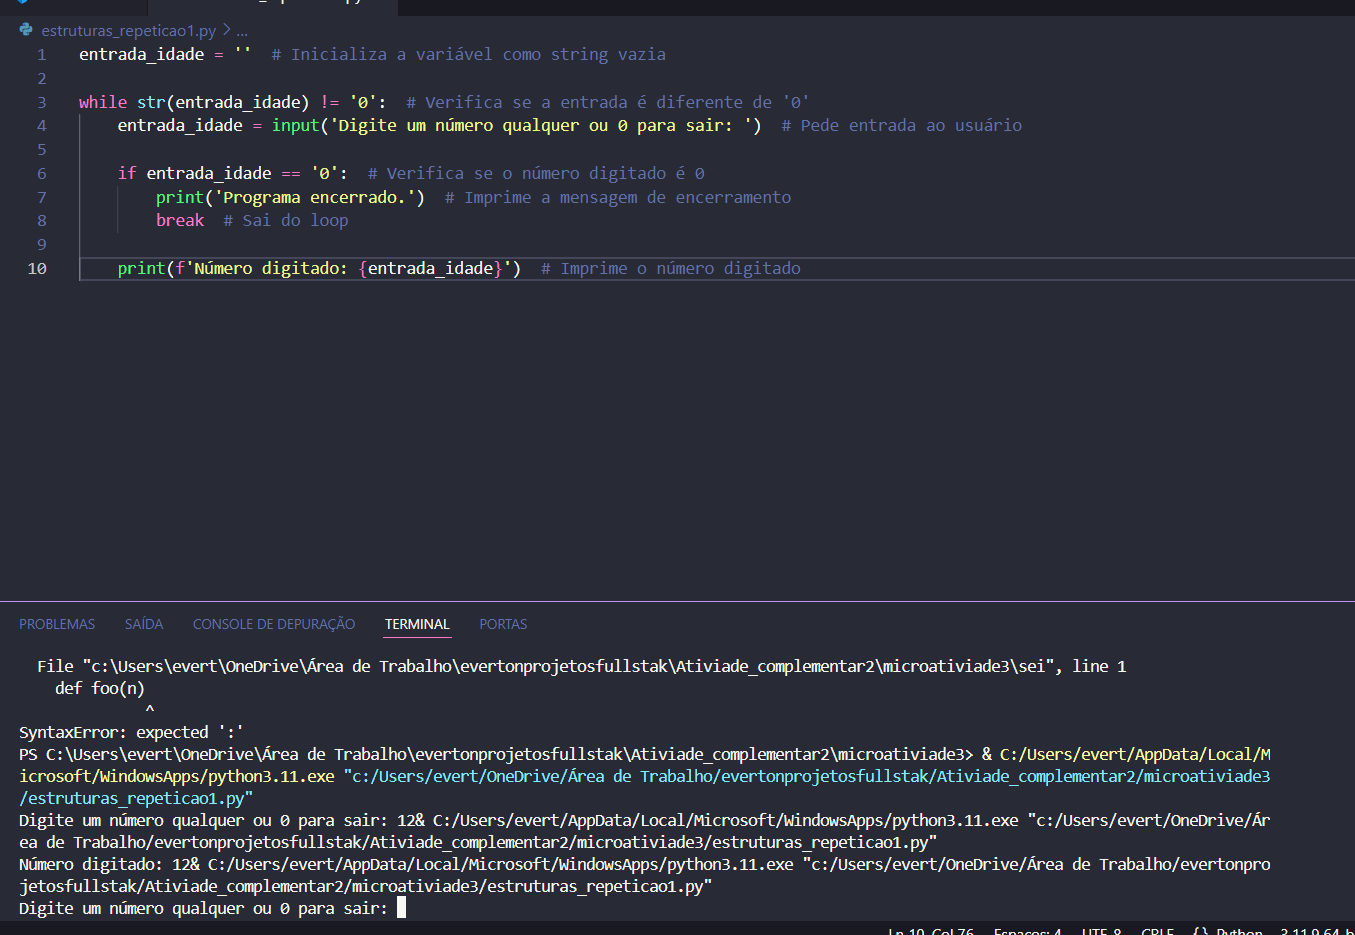 estruturas_repeticao1.py > ...
1 entrada_idade = '' # Inicializa a variável como string vazia
2
3 while str(entrada_idade) != '0': # Verifica se a entrada é diferente de '0'
4 entrada_idade = input('Digite um número qualquer ou 0 para sair: ') # Pede entrada ao usuário
5
6 if entrada_idade == '0': # Verifica se o número digitado é 0
7 print('Programa encerrado.') # Imprime a mensagem de encerramento
8 break # Sai do loop
9
10 print(f'Número digitado: {entrada_idade}') # Imprime o número digitado
PROBLEMAS SAÍDA CONSOLE DE DEPURAÇÃO TERMINAL PORTAS
File "c:\Users\evert\OneDrive\Área de Trabalho\evertonprojetosfullstak\Ativiade_complementar2\microativiade3\sei", line 1
def foo(n)
^
SyntaxError: expected ':'
PS C:\Users\evert\OneDrive\Área de Trabalho\evertonprojetosfullstak\Ativiade_complementar2\microativiade3> & C:/Users/evert/AppData/Local/M
icrosoft/WindowsApps/python3.11.exe "c:/Users/evert/OneDrive/Área de Trabalho/evertonprojetosfullstak/Ativiade_complementar2/microativiade3
/estruturas_repeticao1.py"
Digite um número qualquer ou 0 para sair: 12& C:/Users/evert/AppData/Local/Microsoft/WindowsApps/python3.11.exe "c:/Users/evert/OneDrive/Ár
ea de Trabalho/evertonprojetosfullstak/Ativiade_complementar2/microativiade3/estruturas_repeticao1.py"
Número digitado: 12& C:/Users/evert/AppData/Local/Microsoft/WindowsApps/python3.11.exe "c:/Users/evert/OneDrive/Área de Trabalho/evertonpro
jetosfullstak/Ativiade_complementar2/microativiade3/estruturas_repeticao1.py"
Digite um número qualquer ou 0 para sair:
Ln 10, Col 76 Espaços: 4 UTF-8 CRLF {} Python 3.11.9 64-b